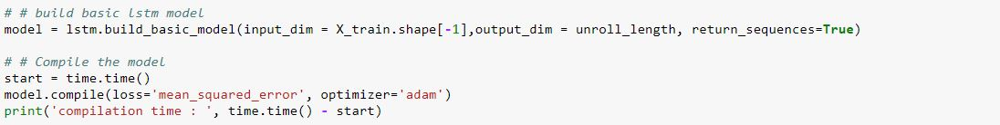 # # build basic lstm model
model = lstm.build_basic_model(input_dim = X_train.shape[-1],output_dim = unroll_length, return_sequences=True)
# # Compile the model
start = time.time()
model.compile(loss='mean_squared_error', optimizer='adam')
print('compilation time : ', time.time() - start)